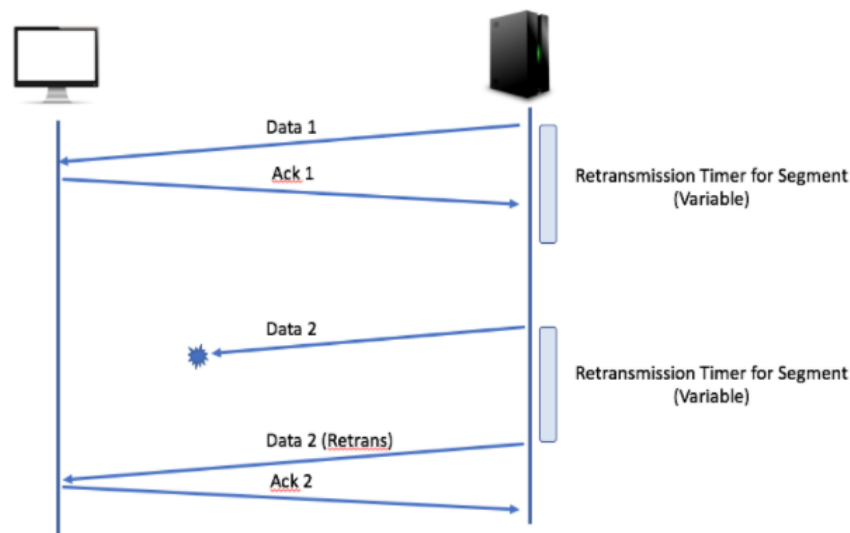 Data 1
Ack 1
Retransmission Timer for Segment
(Variable)
Data 2
Retransmission Timer for Segment
(Variable)
Data 2 (Retrans)
Ack 2